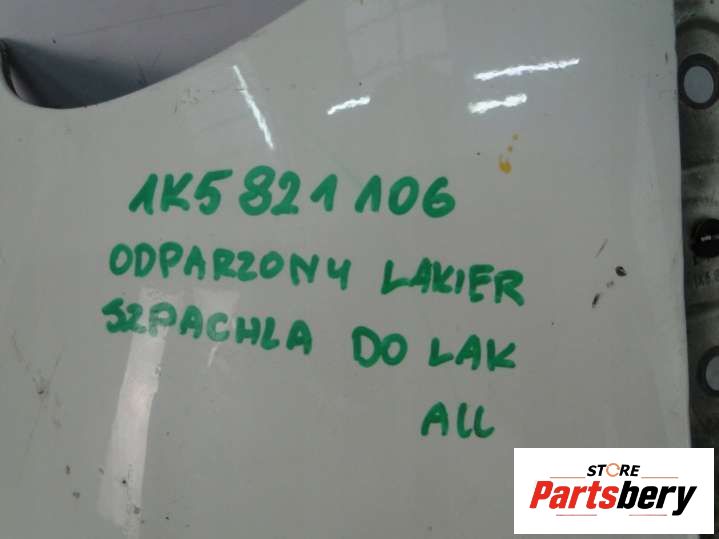 1K5 821 106
ODPARZONY LAKIER
SZPACHLA DO LAK
ALL
STORE
Partsbery